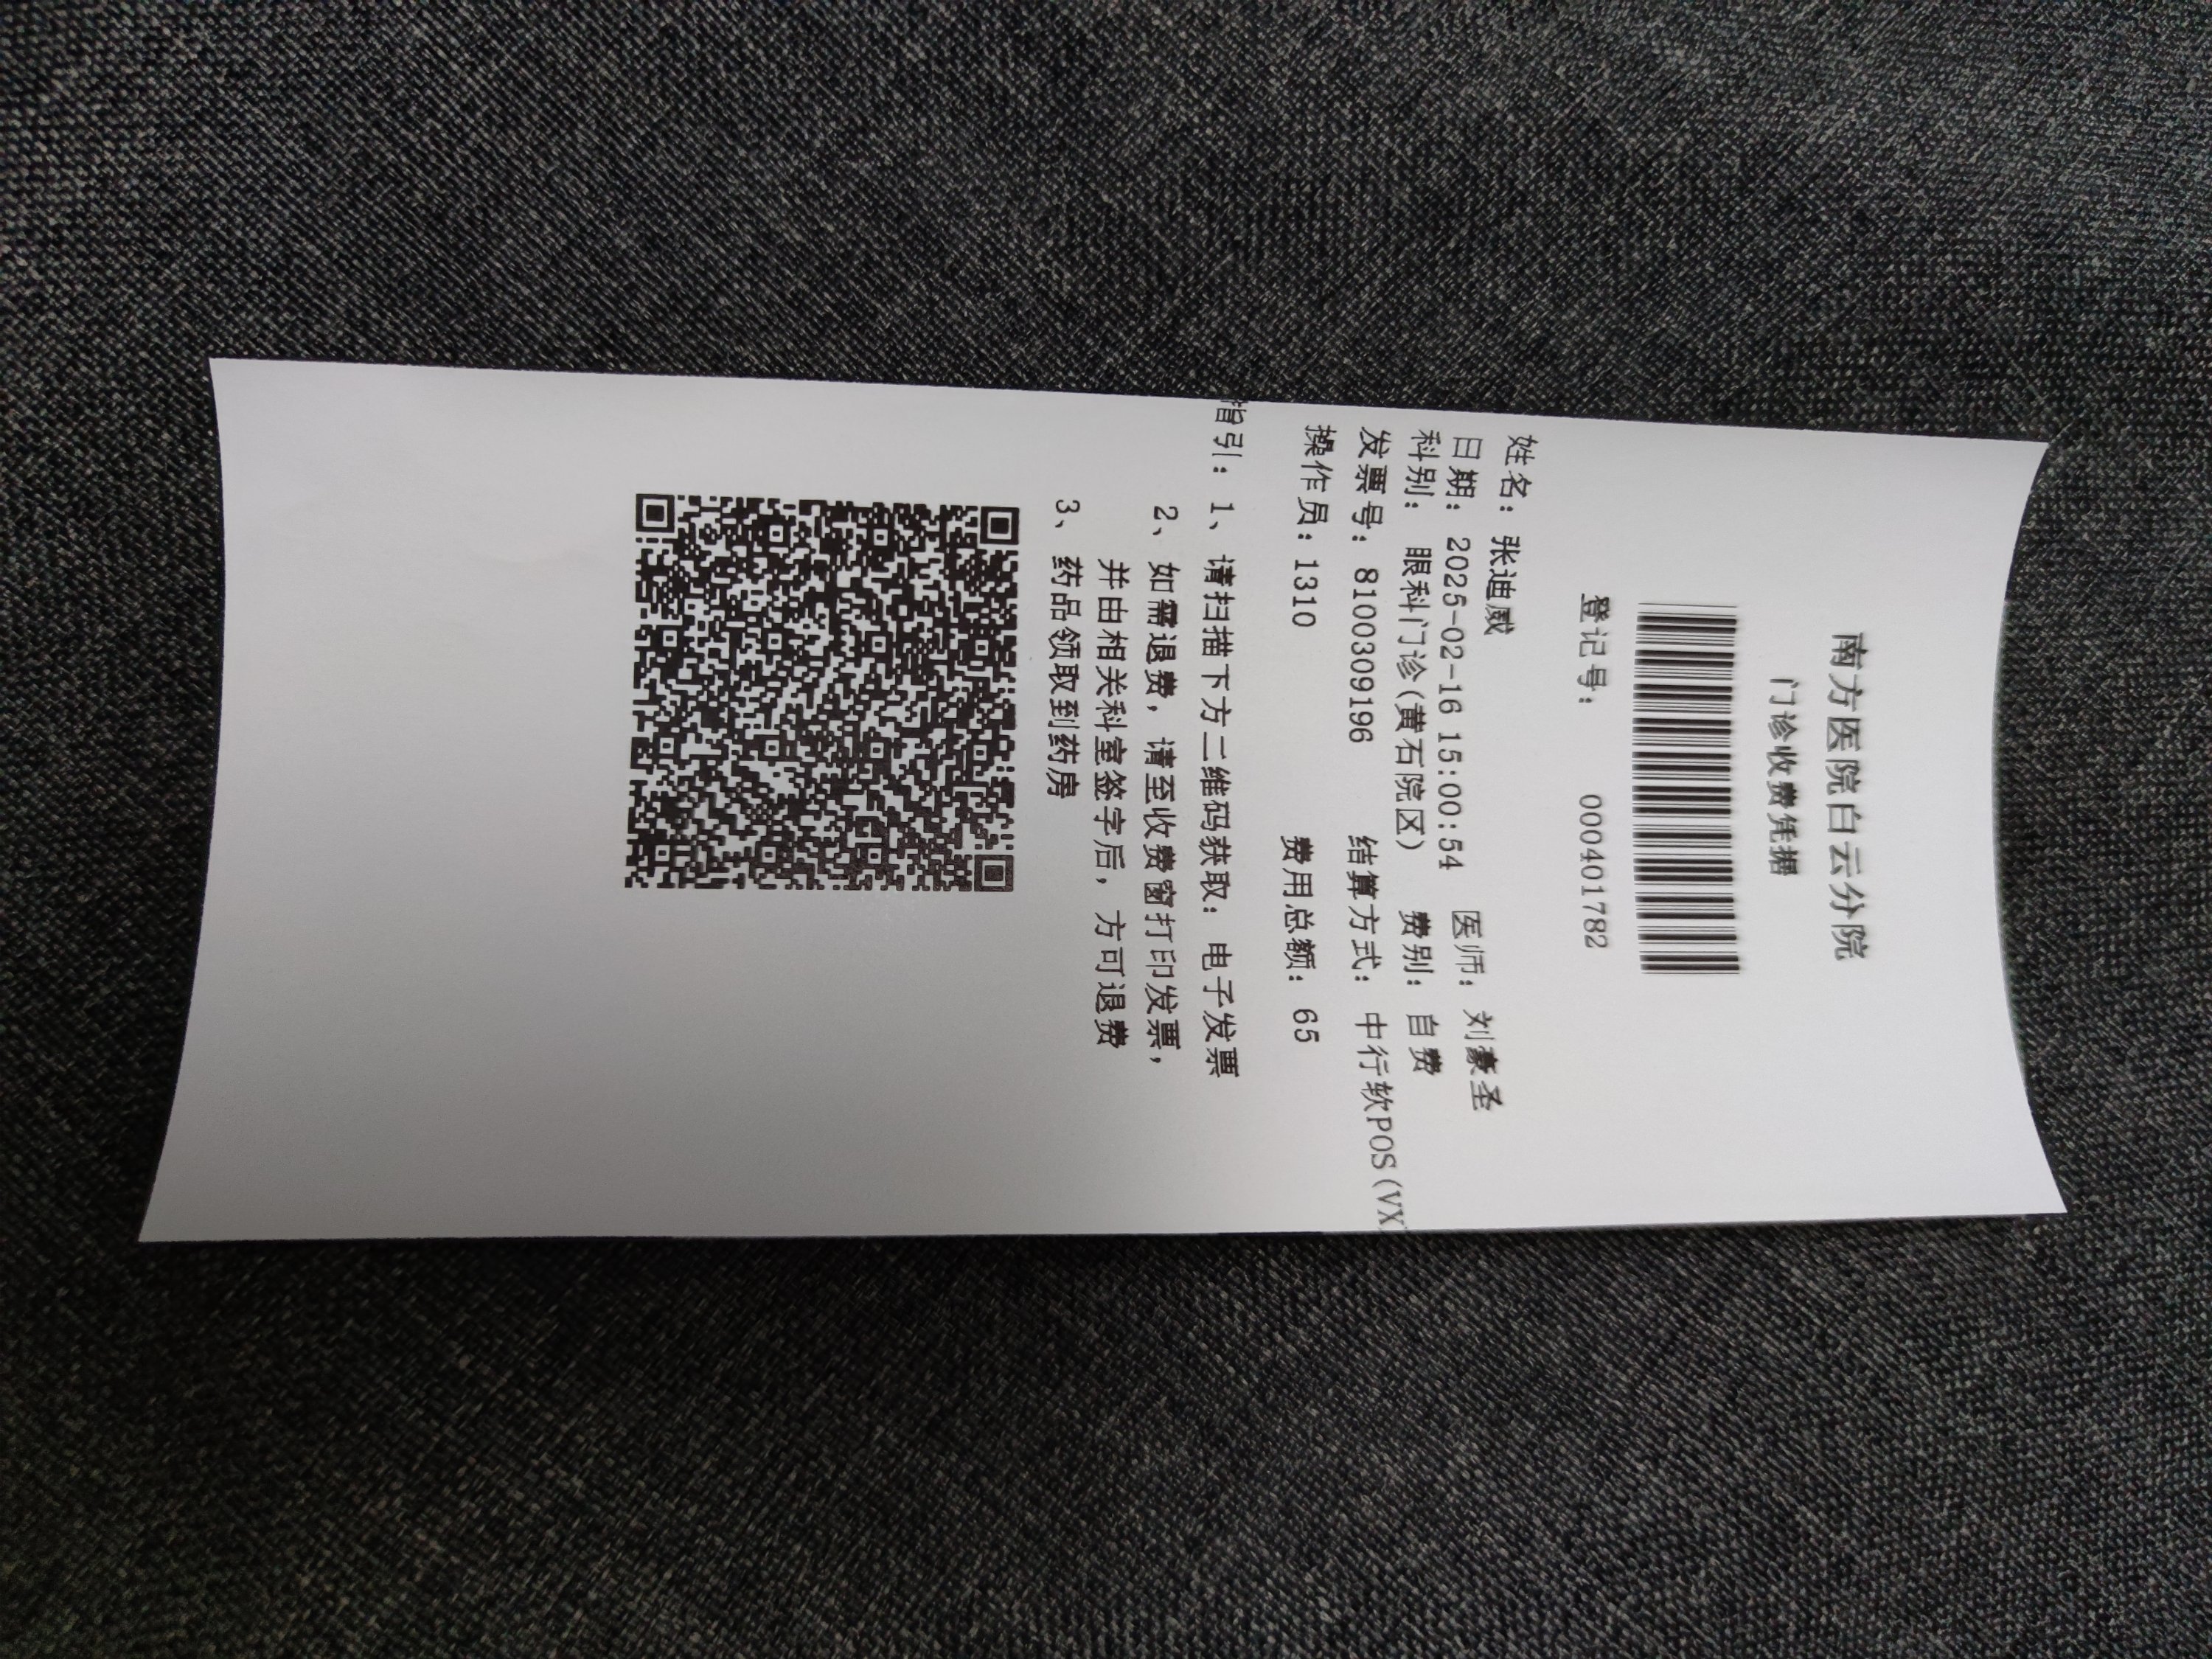 南方医院白云分院
门诊收费凭据
登记号： 000401782
姓名：张迪威
日期：2025-02-16 15:00:54 医师：刘豪圣
科别：眼科门诊(黄石院区) 费别：自费
发票号：8100309196 结算方式：中行软POS(VX)
操作员：1310 费用总额：65
指引：1、请扫描下方二维码获取：电子发票
2、如需退费，请至收费窗打印发票，
并由相关科室签字后，方可退费
3、药品领取到药房